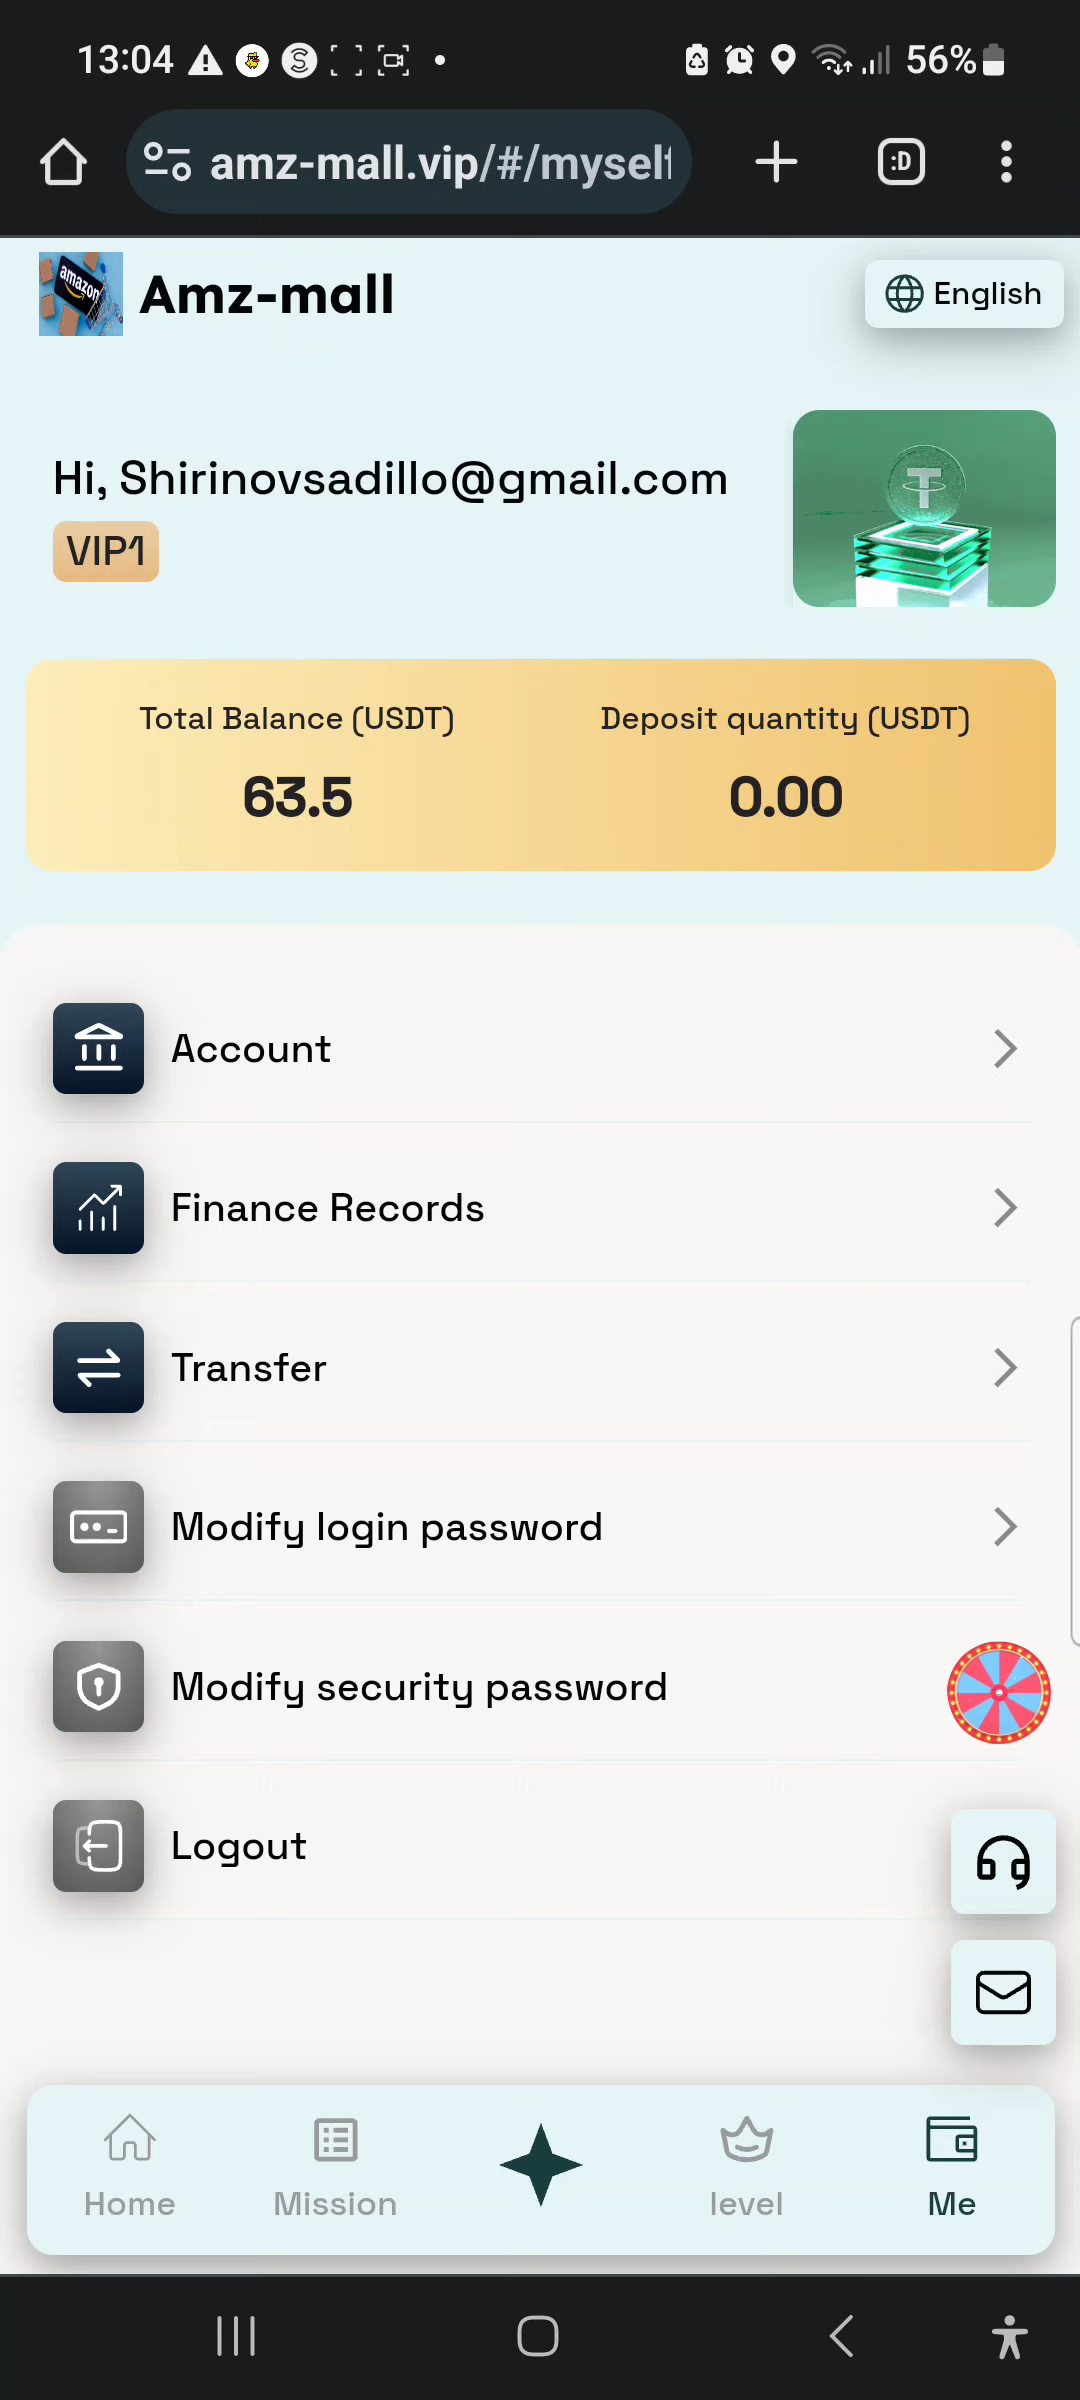 13:04
56%
amz-mall.vip/#/myself
amazon
Amz-mall
English
Hi, Shirinovsadillo@gmail.com
VIP1
Total Balance (USDT)
Deposit quantity (USDT)
63.5
0.00
Account
Finance Records
Transfer
Modify login password
Modify security password
Logout
Home
Mission
level
Me